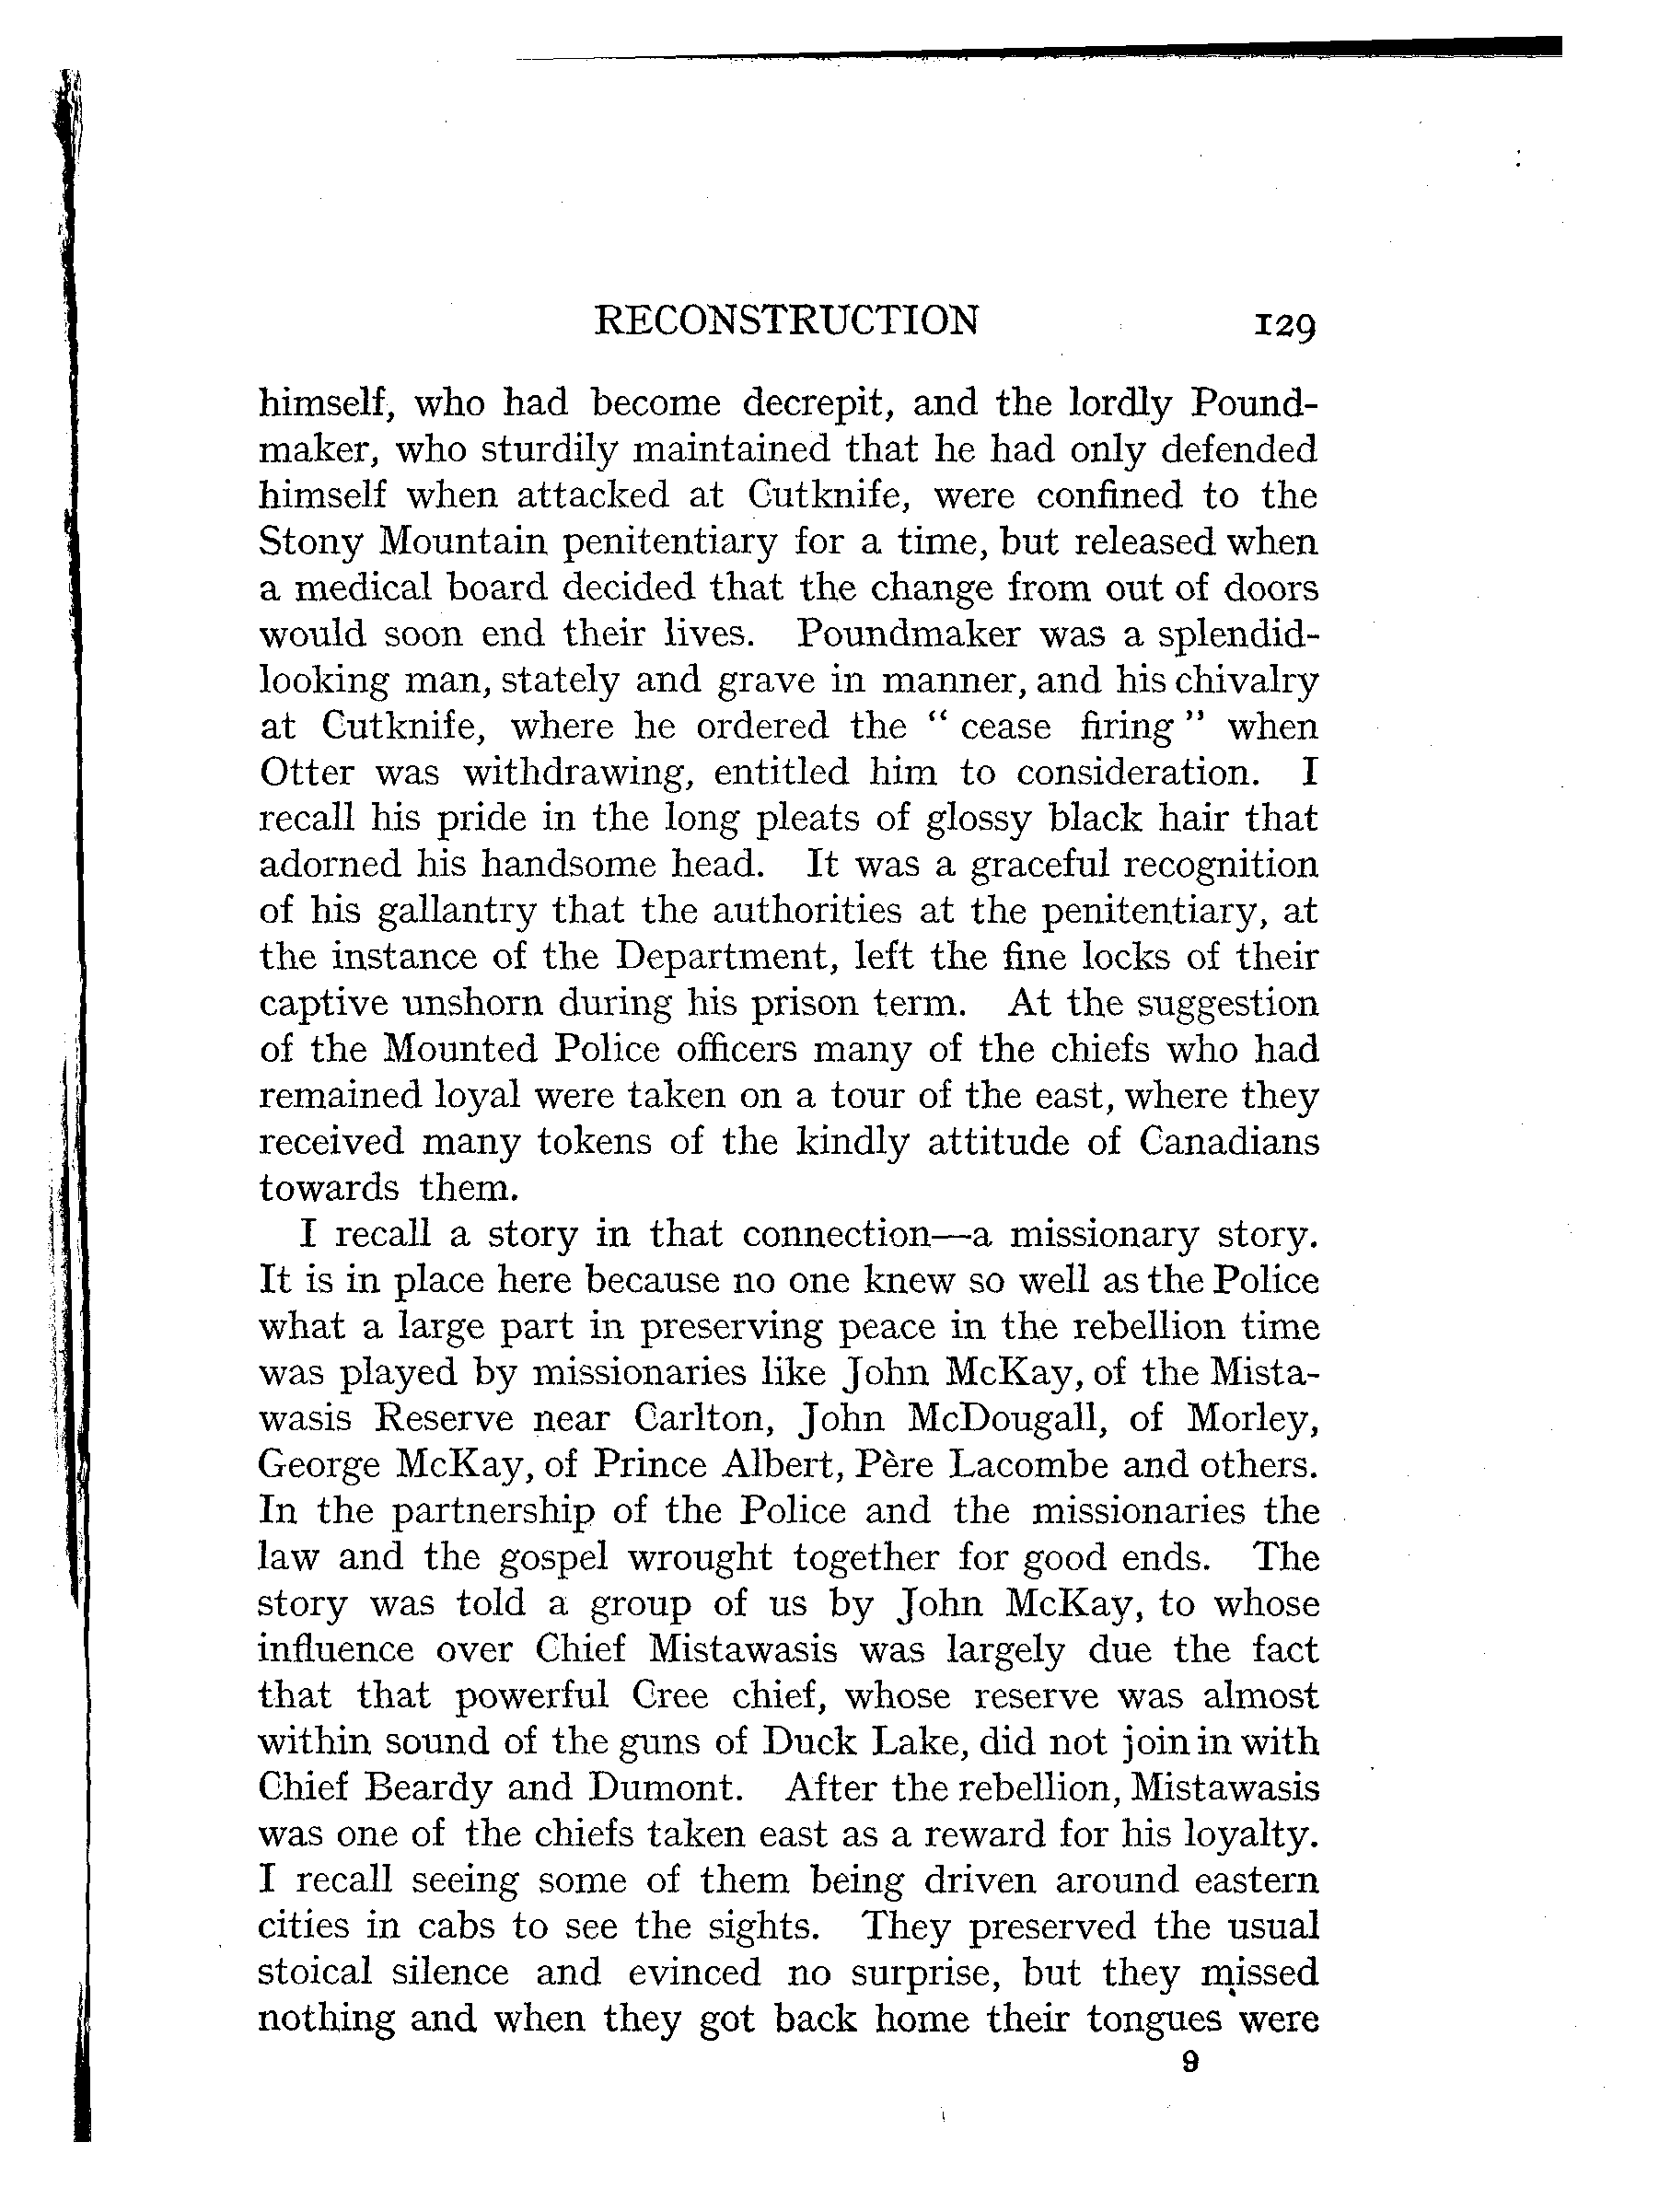 RECONSTRUCTION 129
himself, who had become decrepit, and the lordly Pound-
maker, who sturdily maintained that he had only defended
himself when attacked at Cutknife, were confined to the
Stony Mountain penitentiary for a time, but released when
a medical board decided that the change from out of doors
would soon end their lives. Poundmaker was a splendid-
looking man, stately and grave in manner, and his chivalry
at Cutknife, where he ordered the “ cease firing ” when
Otter was withdrawing, entitled him to consideration. I
recall his pride in the long pleats of glossy black hair that
adorned his handsome head. It was a graceful recognition
of his gallantry that the authorities at the penitentiary, at
the instance of the Department, left the fine locks of their
captive unshorn during his prison term. At the suggestion
of the Mounted Police officers many of the chiefs who had
remained loyal were taken on a tour of the east, where they
received many tokens of the kindly attitude of Canadians
towards them.
I recall a story in that connection—a missionary story.
It is in place here because no one knew so well as the Police
what a large part in preserving peace in the rebellion time
was played by missionaries like John McKay, of the Mista-
wasis Reserve near Carlton, John McDougall, of Morley,
George McKay, of Prince Albert, Père Lacombe and others.
In the partnership of the Police and the missionaries the
law and the gospel wrought together for good ends. The
story was told a group of us by John McKay, to whose
influence over Chief Mistawasis was largely due the fact
that that powerful Cree chief, whose reserve was almost
within sound of the guns of Duck Lake, did not join in with
Chief Beardy and Dumont. After the rebellion, Mistawasis
was one of the chiefs taken east as a reward for his loyalty.
I recall seeing some of them being driven around eastern
cities in cabs to see the sights. They preserved the usual
stoical silence and evinced no surprise, but they missed
nothing and when they got back home their tongues were
9